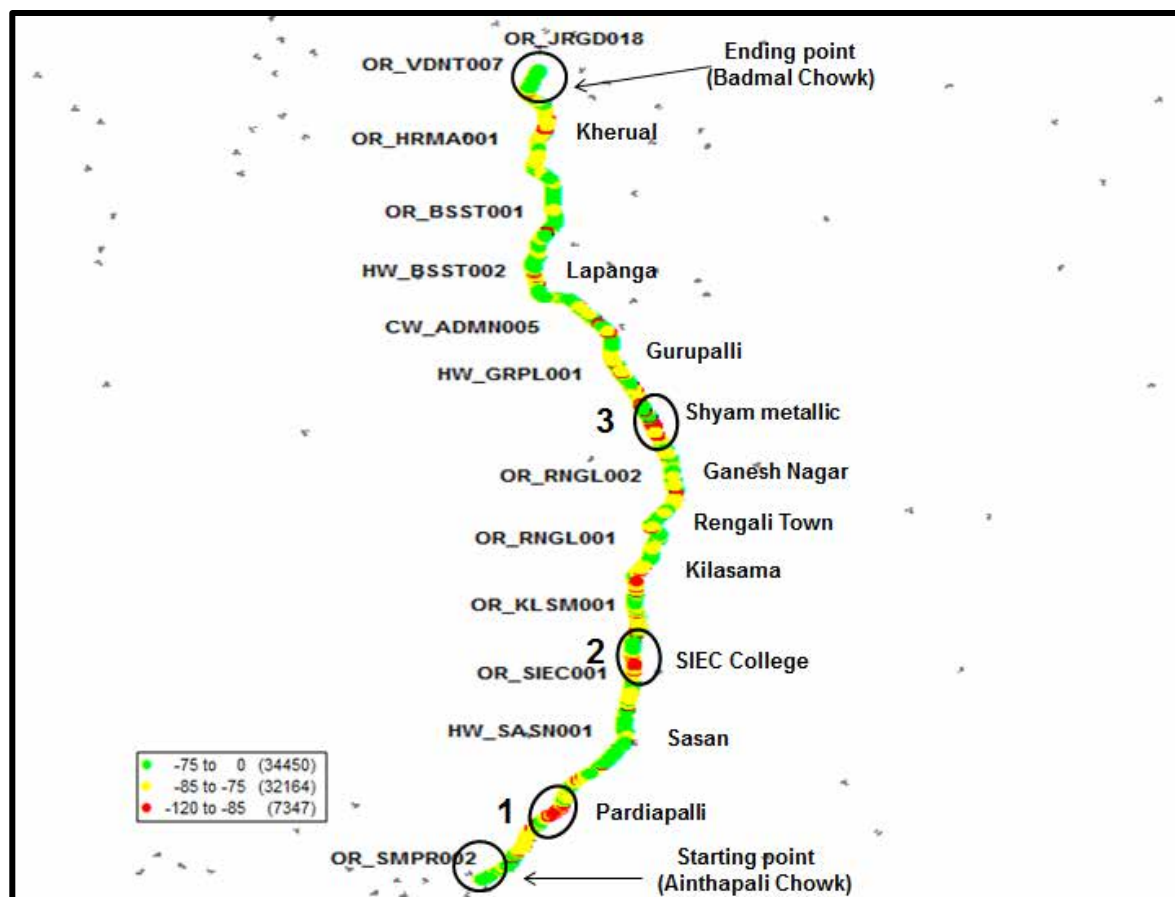 OR_JRGD018
OR_VDNT007
Ending point
(Badmal Chowk)
Kherual
OR_HRMA001
OR_BSST001
HW_BSST002
Lapanga
CW_ADMN005
Gurupalli
HW_GRPL001
3
Shyam metallic
OR_RNGL002
Ganesh Nagar
Rengali Town
OR_RNGL001
Kilasama
OR_KLSM001
2
SIEC College
OR_SIEC001
HW_SASN001
Sasan
-75 to 0 (34450)
-85 to -75 (32164)
-120 to -85 (7347)
1
Pardiapalli
OR_SMPR002
Starting point
(Ainthapali Chowk)